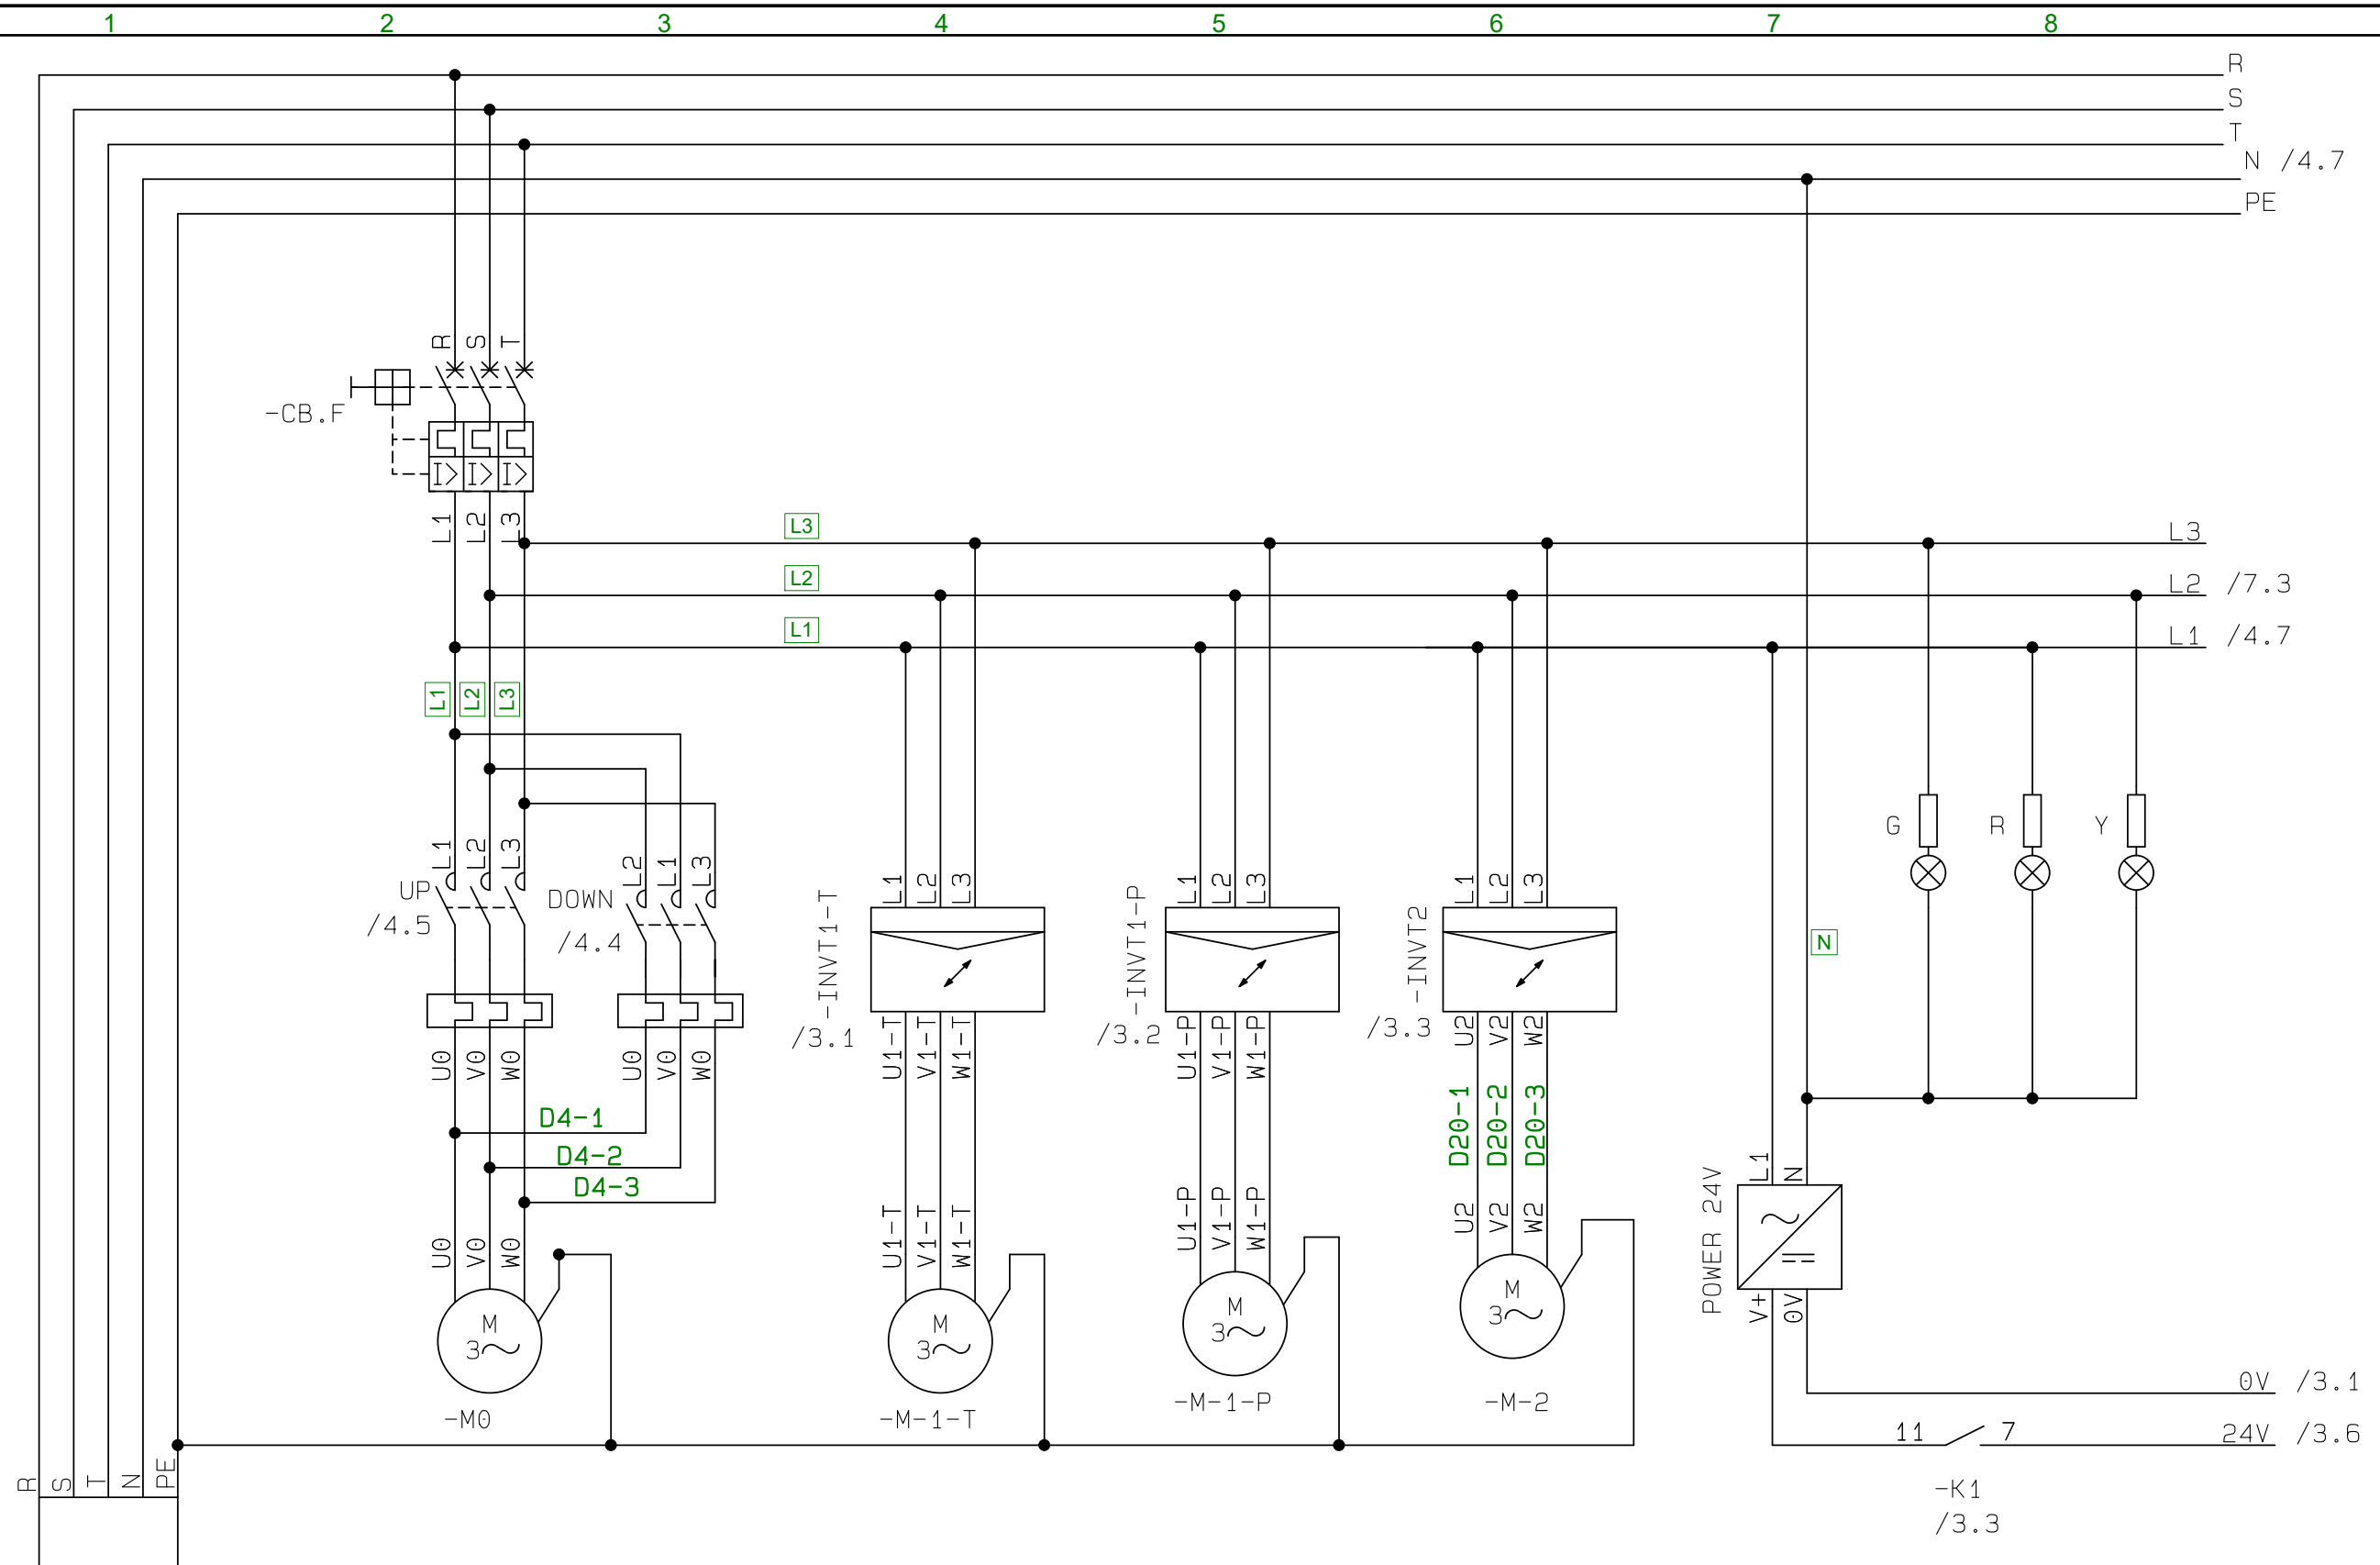 1 2 3 4 5 6 7 8
R
S
T
N /4.7
PE
R S T
-CB.F
I> I> I>
L1 L2 L3
L3
L3
L2
L2 /7.3
L1
L1 /4.7
L1 L2 L3
L1 L2 L3
UP
/4.5
L2 L1 L3
DOWN
/4.4
-INVT1-T
/3.1
L1 L2 L3
-INVT1-P
/3.2
L1 L2 L3
-INVT2
/3.3
L1 L2 L3
G R Y
N
U0 V0 W0
U0 V0 W0
U1-T V1-T W1-T
U1-P V1-P W1-P
U2 V2 W2
D4-1
D4-2
D4-3
D20-1 D20-2 D20-3
U0 V0 W0
U1-T V1-T W1-T
U1-P V1-P W1-P
U2 V2 W2
POWER 24V
L1 N
V+ 0V
M
3
M
3
M
3
M
3
-M0
-M-1-T
-M-1-P
-M-2
0V /3.1
11 7 24V /3.6
-K1
/3.3
R S T N PE